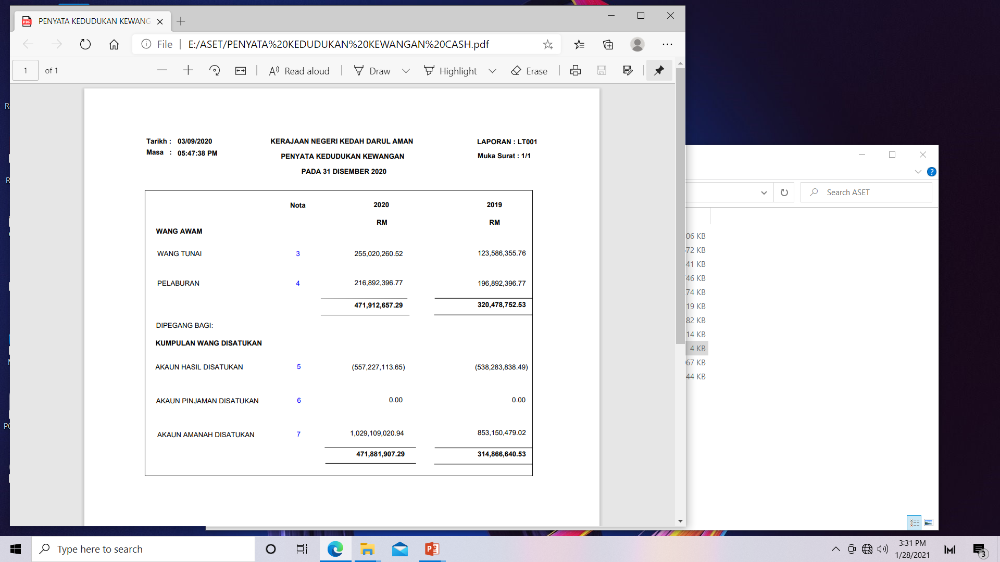 PENYATA KEDUDUKAN KEWANG
File | E:/ASET/PENYATA%20KEDUDUKAN%20KEWANGAN%20CASH.pdf
1 of 1 Read aloud Draw Highlight Erase
Tarikh : 03/09/2020 KERAJAAN NEGERI KEDAH DARUL AMAN LAPORAN : LT001
Masa : 05:47:38 PM PENYATA KEDUDUKAN KEWANGAN Muka Surat : 1/1
PADA 31 DISEMBER 2020
Nota 2020 2019
RM RM
WANG AWAM
WANG TUNAI 3 255,020,260.52 123,586,355.76
PELABURAN 4 216,892,396.77 196,892,396.77
471,912,657.29 320,478,752.53
DIPEGANG BAGI:
KUMPULAN WANG DISATUKAN
AKAUN HASIL DISATUKAN 5 (557,227,113.65) (538,283,838.49)
AKAUN PINJAMAN DISATUKAN 6 0.00 0.00
AKAUN AMANAH DISATUKAN 7 1,029,109,020.94 853,150,479.02
471,881,907.29 314,866,640.53
Search ASET
06 KB
72 KB
41 KB
46 KB
74 KB
19 KB
82 KB
14 KB
4 KB
67 KB
44 KB
Type here to search
3:31 PM
1/28/2021
3